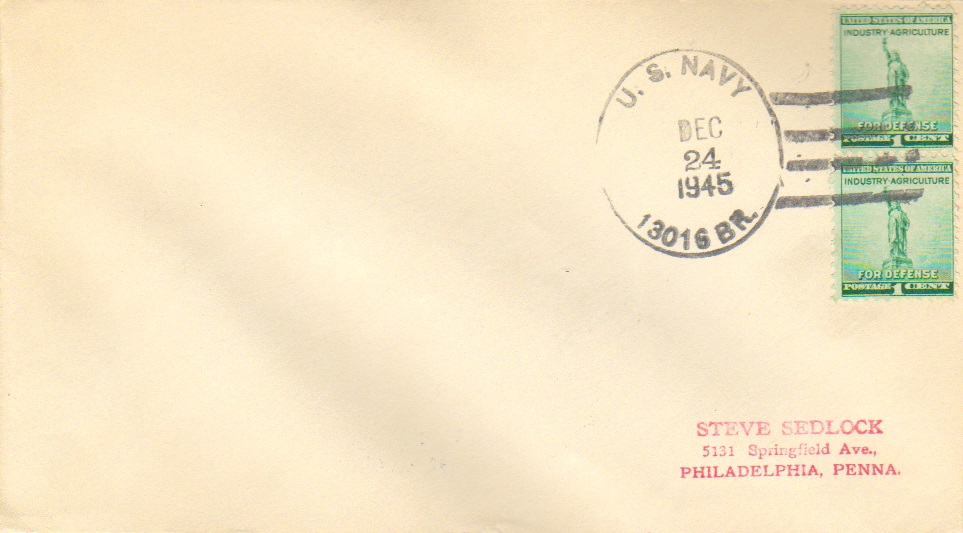 U. S. NAVY
DEC
24
1945
13016 BR.
UNITED STATES OF AMERICA
INDUSTRY AGRICULTURE
FOR DEFENSE
POSTAGE 1 CENT
UNITED STATES OF AMERICA
INDUSTRY AGRICULTURE
FOR DEFENSE
POSTAGE 1 CENT
STEVE SEDLOCK
5131 Springfield Ave.,
PHILADELPHIA, PENNA.